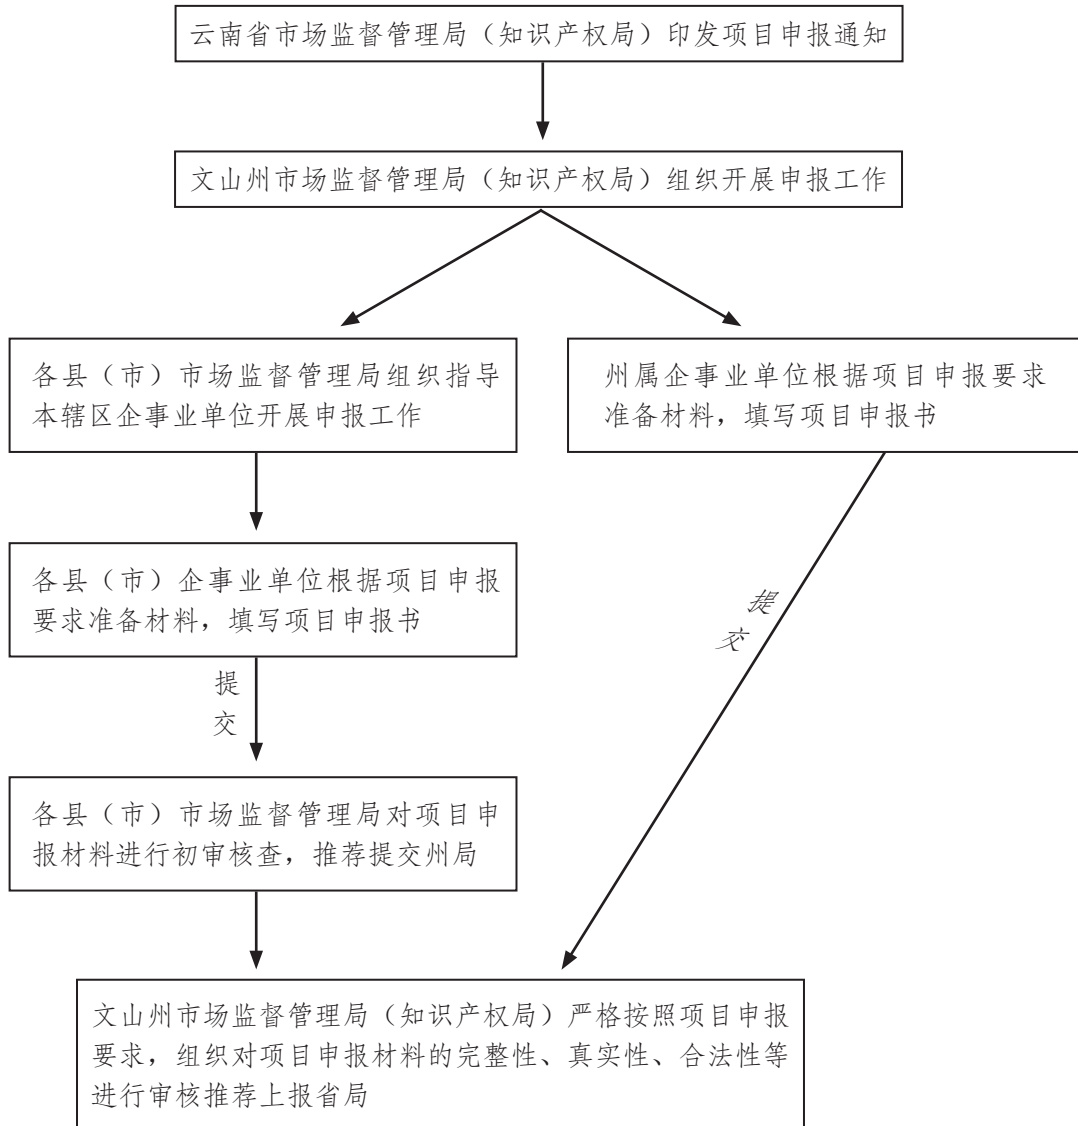 云南省市场监督管理局（知识产权局）印发项目申报通知
文山州市场监督管理局（知识产权局）组织开展申报工作
各县（市）市场监督管理局组织指导
本辖区企事业单位开展申报工作
州属企事业单位根据项目申报要求
准备材料，填写项目申报书
各县（市）企事业单位根据项目申报
要求准备材料，填写项目申报书
提
交
提
交
各县（市）市场监督管理局对项目申
报材料进行初审核查，推荐提交州局
文山州市场监督管理局（知识产权局）严格按照项目申报
要求，组织对项目申报材料的完整性、真实性、合法性等
进行审核推荐上报省局